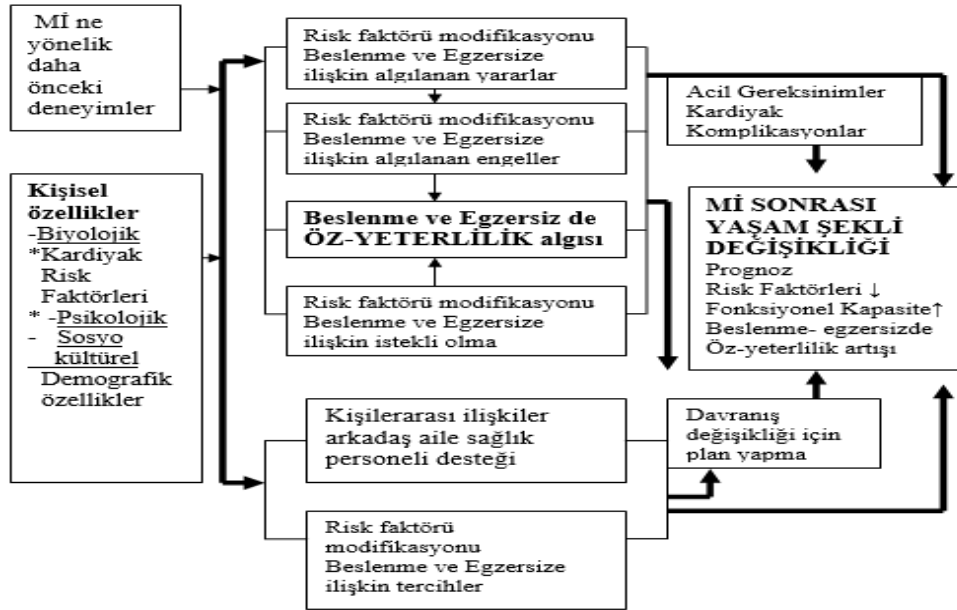 Mİ ne
yönelik
daha
önceki
deneyimler
Kişisel
özellikler
-Biyolojik
*Kardiyak
Risk
Faktörleri
* -Psikolojik
- Sosyo
kültürel
Demografik
özellikler
Risk faktörü modifikasyonu
Beslenme ve Egzersize
ilişkin algılanan yararlar
Risk faktörü modifikasyonu
Beslenme ve Egzersize
ilişkin algılanan engeller
Beslenme ve Egzersiz de
ÖZ-YETERLİLİK algısı
Risk faktörü modifikasyonu
Beslenme ve Egzersize
ilişkin istekli olma
Kişilerarası ilişkiler
arkadaş aile sağlık
personeli desteği
Risk faktörü
modifikasyonu
Beslenme ve Egzersize
ilişkin tercihler
Acil Gereksinimler
Kardiyak
Komplikasyonlar
Mİ SONRASI
YAŞAM ŞEKLİ
DEĞİŞİKLİĞİ
Prognoz
Risk Faktörleri ↓
Fonksiyonel Kapasite↑
Beslenme- egzersizde
Öz-yeterlilik artışı
Davranış
değişikliği için
plan yapma